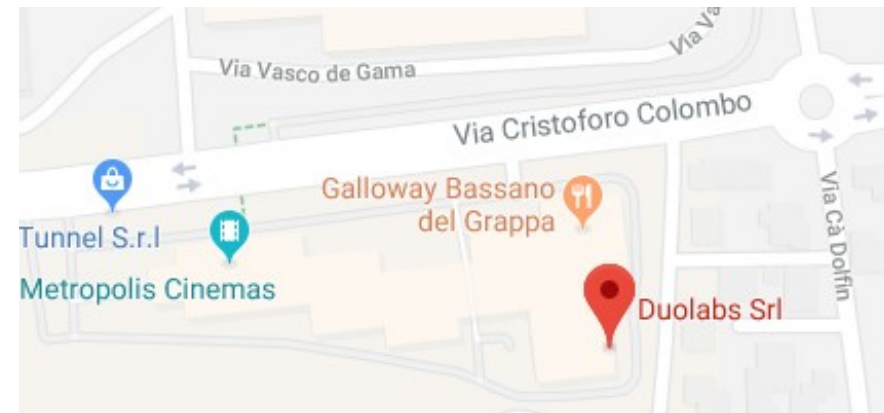 Via Va
Via Vasco de Gama
Via Cristoforo Colombo
Galloway Bassano
del Grappa
Via Cà Dolfin
Tunnel S.r.l
Metropolis Cinemas
Duolabs Srl